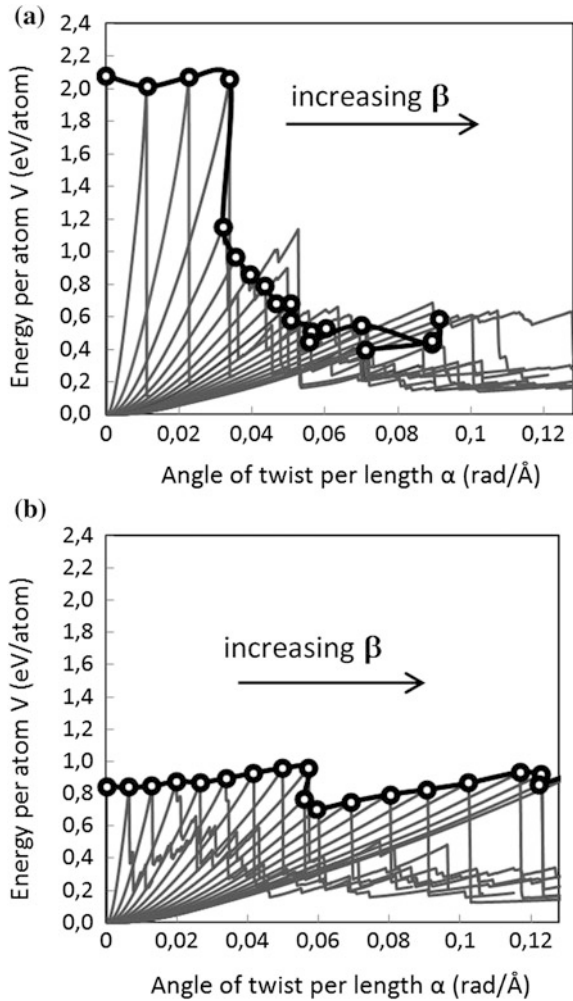 (a)
Energy per atom V (eV/atom)
2,4
2,2
2,0
1,8
1,6
1,4
1,2
1,0
0,8
0,6
0,4
0,2
0,0
increasing β
0 0,02 0,04 0,06 0,08 0,1 0,12
Angle of twist per length α (rad/Å)
(b)
Energy per atom V (eV/atom)
2,4
2,2
2,0
1,8
1,6
1,4
1,2
1,0
0,8
0,6
0,4
0,2
0,0
increasing β
0 0,02 0,04 0,06 0,08 0,1 0,12
Angle of twist per length α (rad/Å)